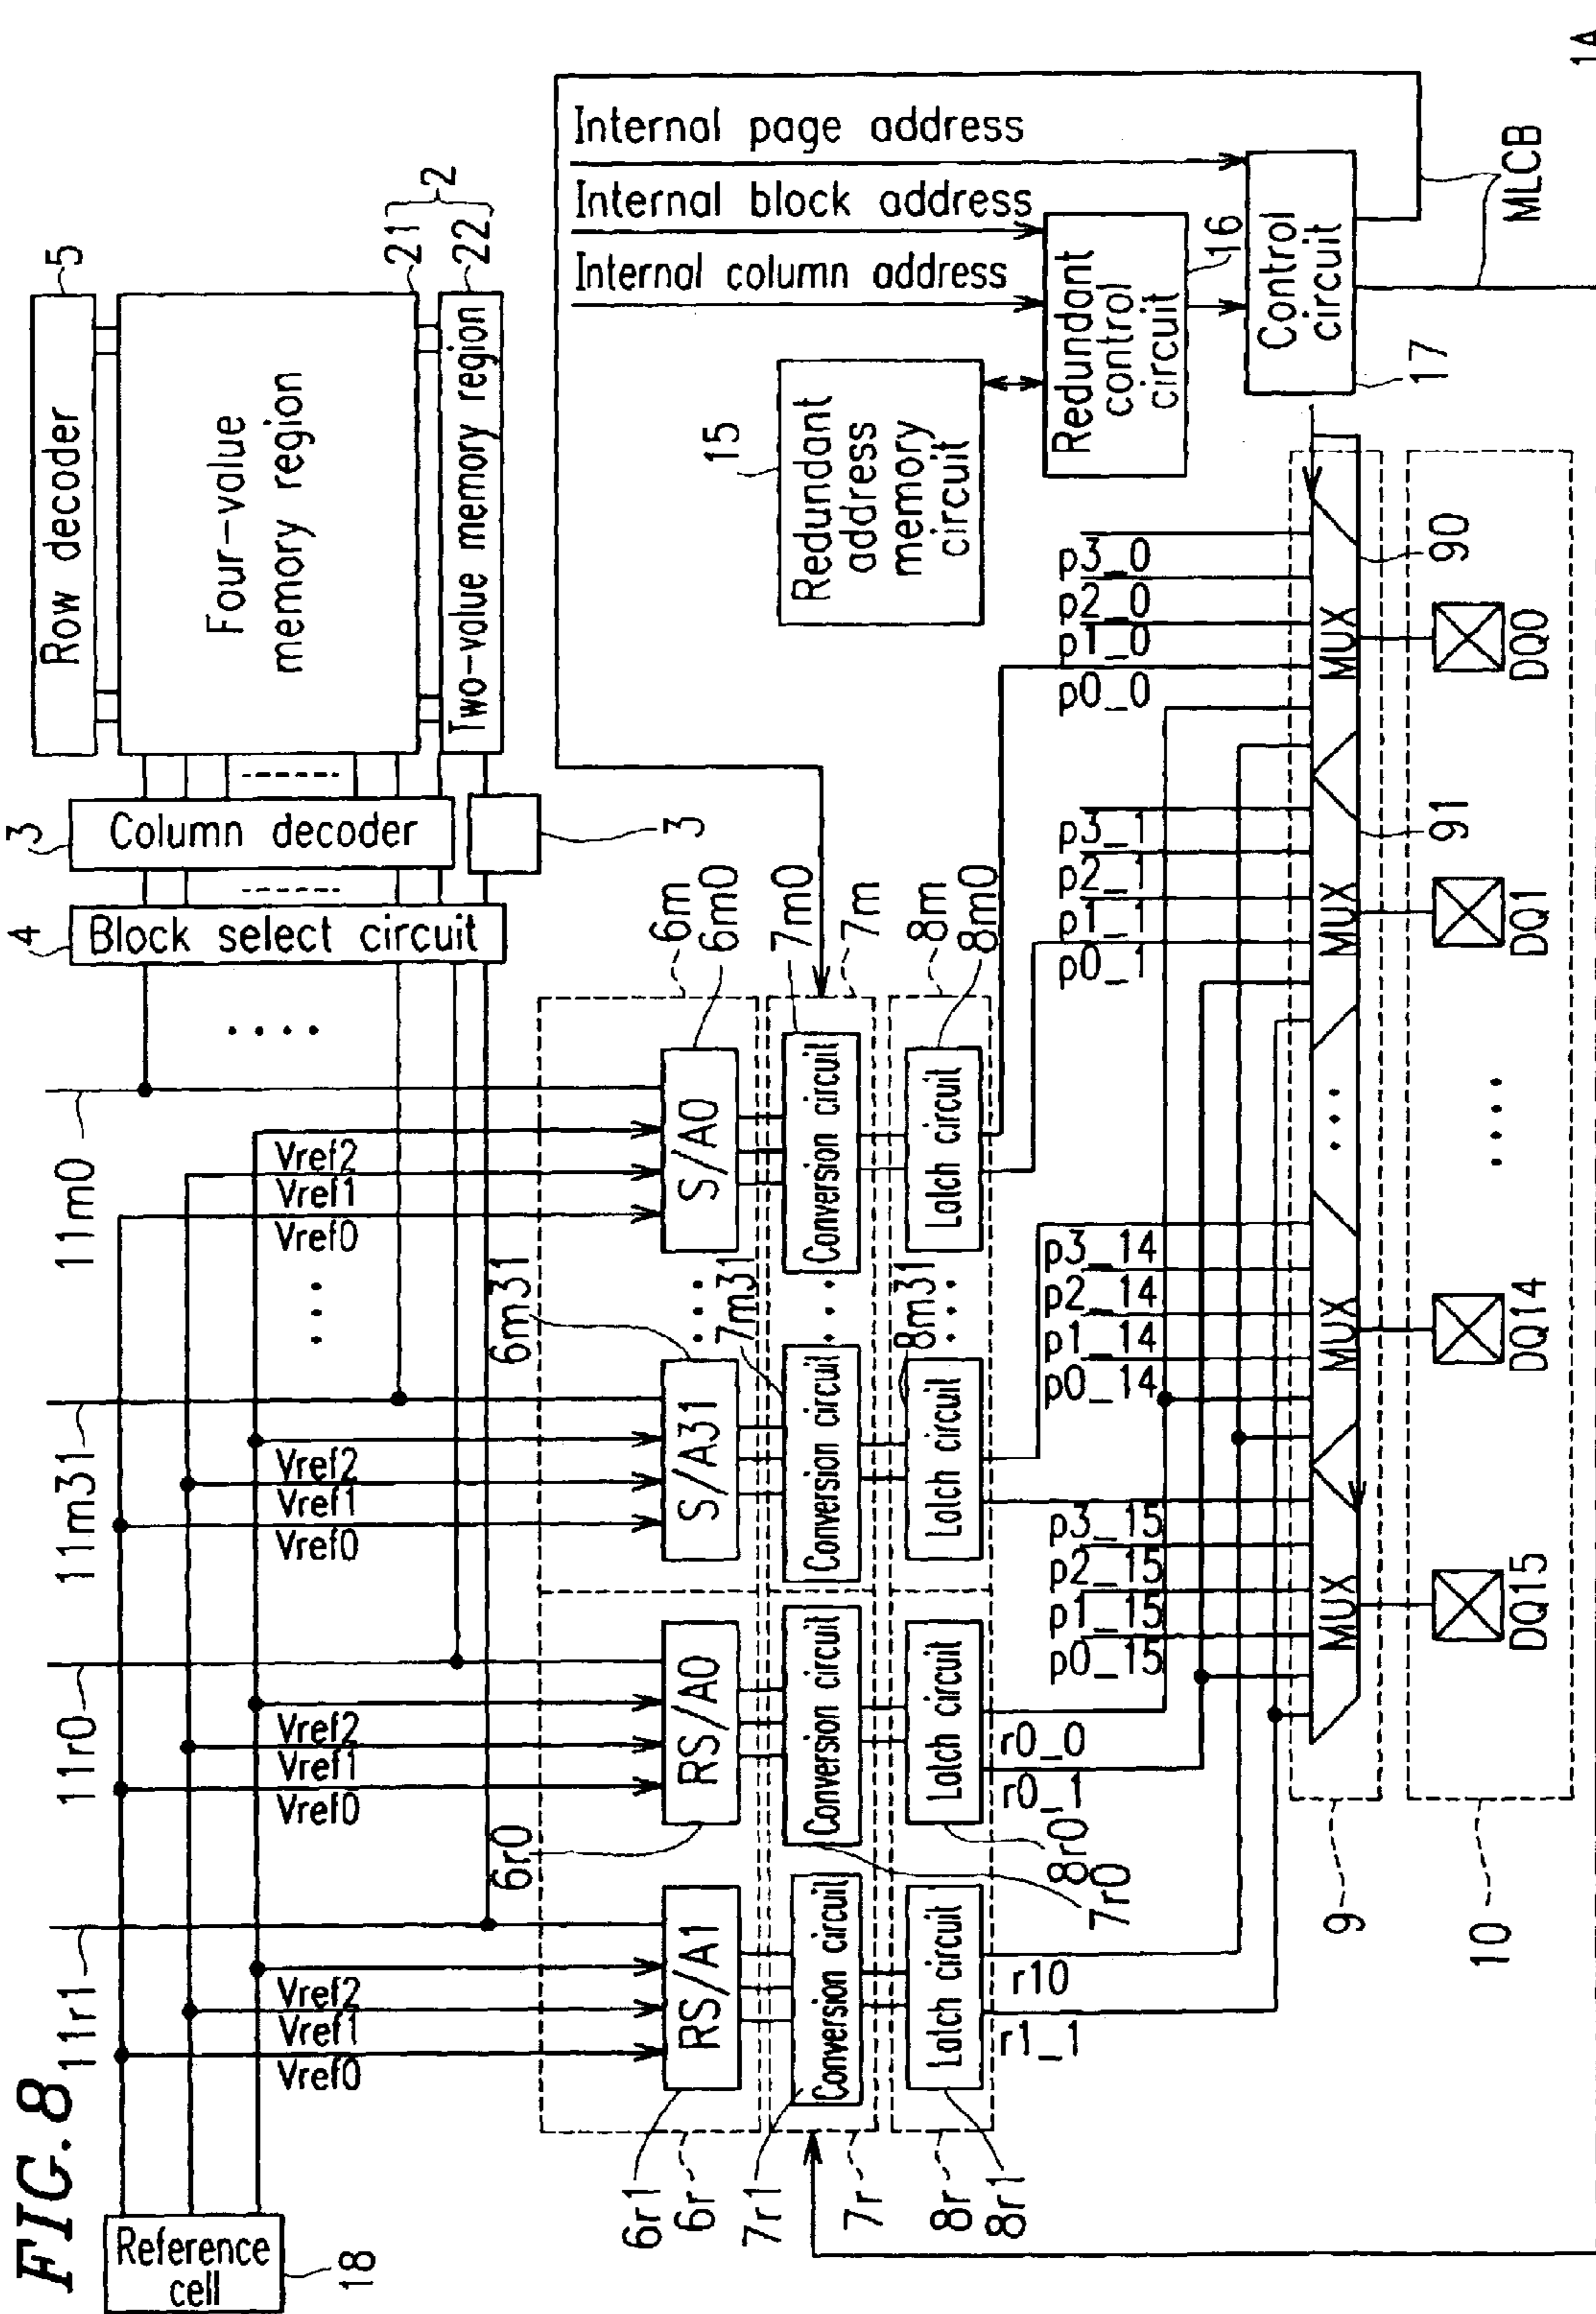 FIG. 8
1A
Reference
cell
18
3
Column decoder
Row decoder
5
Four-value
memory region
21
2
22
Two-value memory region
3
4
Block select circuit
11r1
11r0
11m31
11m0
Vref2
Vref1
Vref0
Vref2
Vref1
Vref0
Vref2
Vref1
Vref0
Vref2
Vref1
Vref0
6r0
6m31
6m
6m0
RS/A1
RS/A0
S/A31
S/A0
6r1
6r
7m31
7m0
7m
Conversion circuit
Conversion circuit
Conversion circuit
Conversion circuit
7r1
7r
8m31
8m
8m0
Latch circuit
Latch circuit
Latch circuit
Latch circuit
8r
8r1
r1_1
r10
7r0
8r0
r0_1
r0_0
Internal page address
Internal block address
Internal column address
15
Redundant
address
memory
circuit
Redundant
control
circuit
16
Control
circuit
17
MLCB
p3_15
p2_15
p1_15
p0_15
p3_14
p2_14
p1_14
p0_14
p3_1
p2_1
p1_1
p0_1
p3_0
p2_0
p1_0
p0_0
9
MUX
MUX
MUX
MUX
91
90
10
DQ15
DQ14
DQ1
DQ0